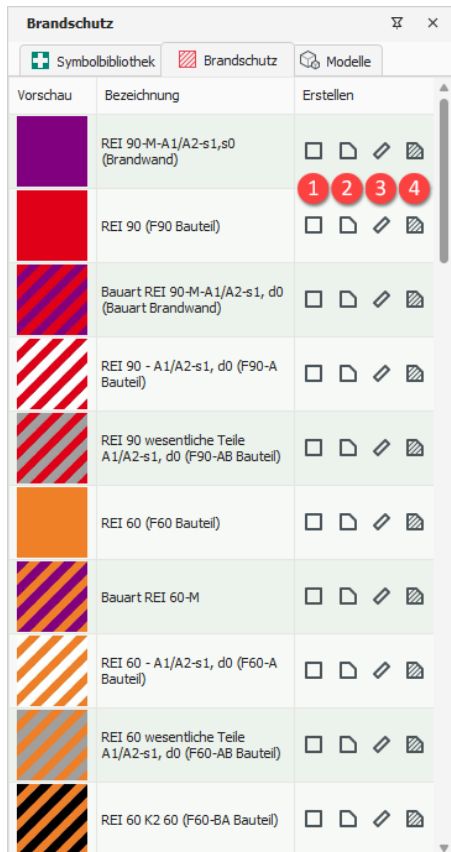 Brandschutz
Symbolbibliothek Brandschutz Modelle
Vorschau Bezeichnung Erstellen
REI 90-M-A1/A2-s1,s0
(Brandwand)
1 2 3 4
REI 90 (F90 Bauteil)
Bauart REI 90-M-A1/A2-s1, d0
(Bauart Brandwand)
REI 90 - A1/A2-s1, d0 (F90-A
Bauteil)
REI 90 wesentliche Teile
A1/A2-s1, d0 (F90-AB Bauteil)
REI 60 (F60 Bauteil)
Bauart REI 60-M
REI 60 - A1/A2-s1, d0 (F60-A
Bauteil)
REI 60 wesentliche Teile
A1/A2-s1, d0 (F60-AB Bauteil)
REI 60 K2 60 (F60-BA Bauteil)